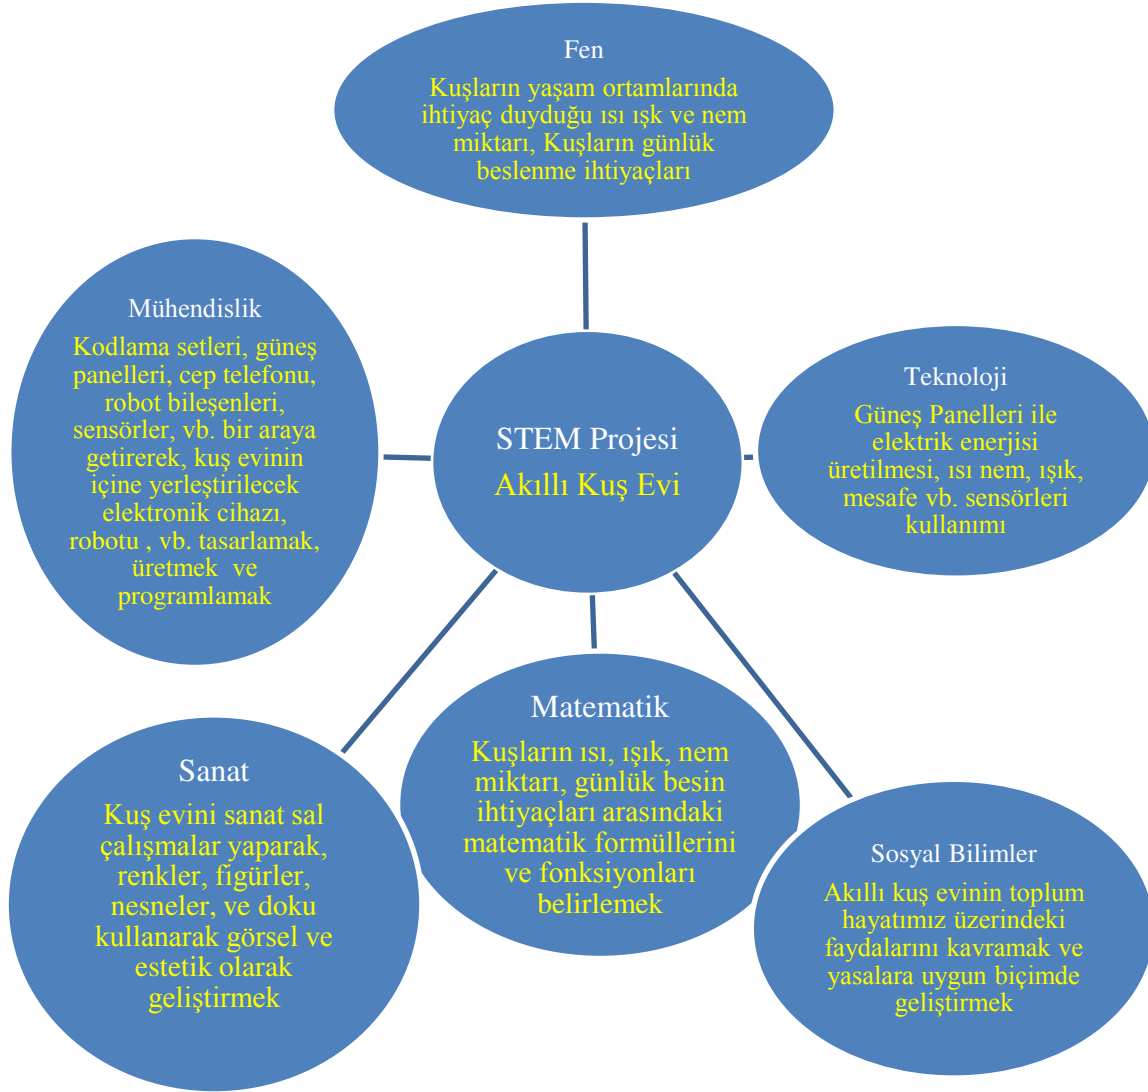 Fen
Kuşların yaşam ortamlarında
ihtiyaç duyduğu ısı ışk ve nem
miktarı, Kuşların günlük
beslenme ihtiyaçları
Mühendislik
Kodlama setleri, güneş
panelleri, cep telefonu,
robot bileşenleri,
sensörler, vb. bir araya
getirerek, kuş evinin
içine yerleştirilecek
elektronik cihazı,
robotu , vb. tasarlamak,
üretmek ve
programlamak
STEM Projesi
Akıllı Kuş Evi
Teknoloji
Güneş Panelleri ile
elektrik enerjisi
üretilmesi, ısı nem, ışık,
mesafe vb. sensörleri
kullanımı
Sanat
Kuş evini sanat sal
çalışmalar yaparak,
renkler, figürler,
nesneler, ve doku
kullanarak görsel ve
estetik olarak
geliştirmek
Matematik
Kuşların ısı, ışık, nem
miktarı, günlük besin
ihtiyaçları arasındaki
matematik formüllerini
ve fonksiyonları
belirlemek
Sosyal Bilimler
Akıllı kuş evinin toplum
hayatımız üzerindeki
faydalarını kavramak ve
yasalara uygun biçimde
geliştirmek